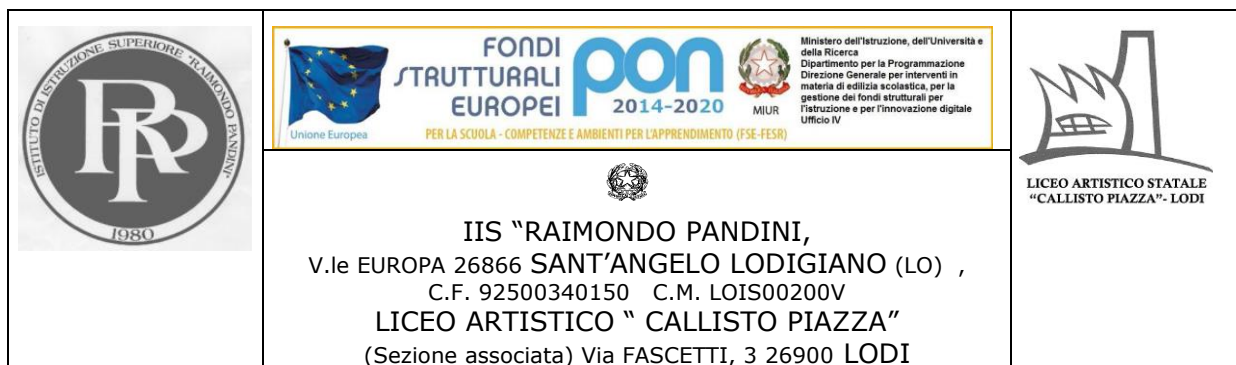 ISTITUTO DI ISTRUZIONE SUPERIORE "RAIMONDO PANDINI"
RP
1980
Unione Europea
FONDI
STRUTTURALI
EUROPEI
pon
2014-2020
MIUR
Ministero dell'Istruzione, dell'Università e
della Ricerca
Dipartimento per la Programmazione
Direzione Generale per interventi in
materia di edilizia scolastica, per la
gestione dei fondi strutturali per
l'istruzione e per l'innovazione digitale
Ufficio IV
PER LA SCUOLA - COMPETENZE E AMBIENTI PER L'APPRENDIMENTO (FSE-FESR)
IIS “RAIMONDO PANDINI,
V.le EUROPA 26866 SANT’ANGELO LODIGIANO (LO) ,
C.F. 92500340150 C.M. LOIS00200V
LICEO ARTISTICO “ CALLISTO PIAZZA”
(Sezione associata) Via FASCETTI, 3 26900 LODI
LICEO ARTISTICO STATALE
“CALLISTO PIAZZA”- LODI